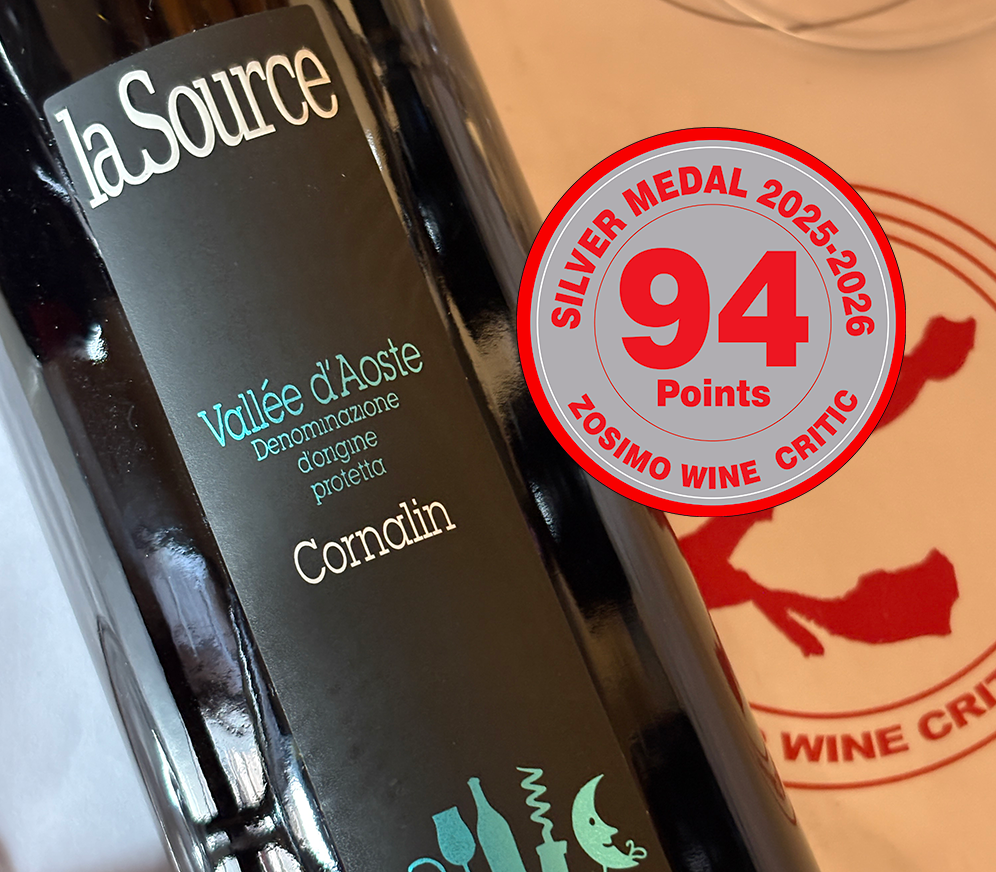 la Source
Vallée d'Aoste
Denominazione
d'origine
protetta
Cornalin
SILVER MEDAL 2025-2026
94
Points
ZOSIMO WINE CRITIC
WINE CRI